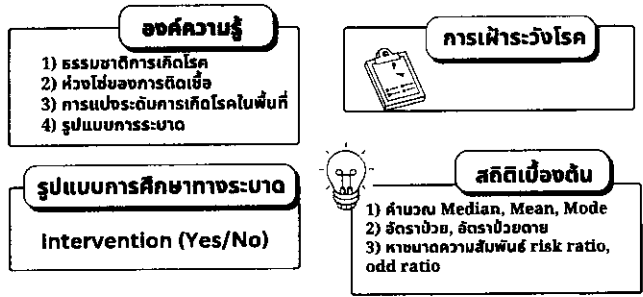 องค์ความรู้
1) ธรรมชาติการเกิดโรค
2) ห่วงโซ่ของการติดเชื้อ
3) การแบ่งระดับการเกิดโรคในพื้นที่
4) รูปแบบการระบาด
การเฝ้าระวังโรค
รูปแบบการศึกษาทางระบาด
Intervention (Yes/No)
สถิติเบื้องต้น
1) คำนวณ Median, Mean, Mode
2) อัตราป่วย, อัตราป่วยตาย
3) หาขนาดความสัมพันธ์ risk ratio,
odd ratio